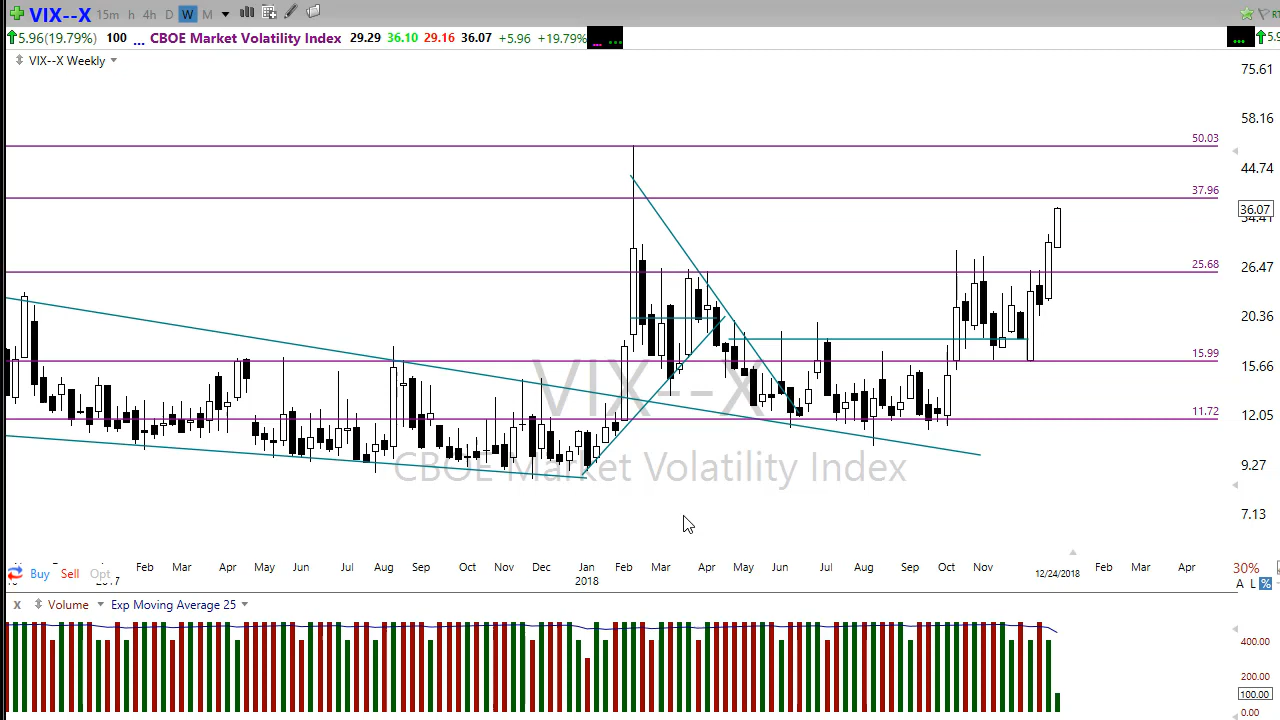 VIX--X 15m h 4h D W M
5.96(19.79%) 100 ... CBOE Market Volatility Index 29.29 36.10 29.16 36.07 +5.96 +19.79% ... ... ...
VIX--X Weekly
75.61
58.16
50.03
44.74
37.96
36.07
25.68
26.47
20.36
15.99
15.66
VIX--X
11.72
12.05
CBOE Market Volatility Index
9.27
7.13
Feb Mar Apr May Jun Jul Aug Sep Oct Nov Dec Jan Feb Mar Apr May Jun Jul Aug Sep Oct Nov 12/24/2018 Feb Mar Apr 30%
Buy Sell Opt 2017 2018
A L %
X Volume Exp Moving Average 25
400.00
200.00
100.00
0.00